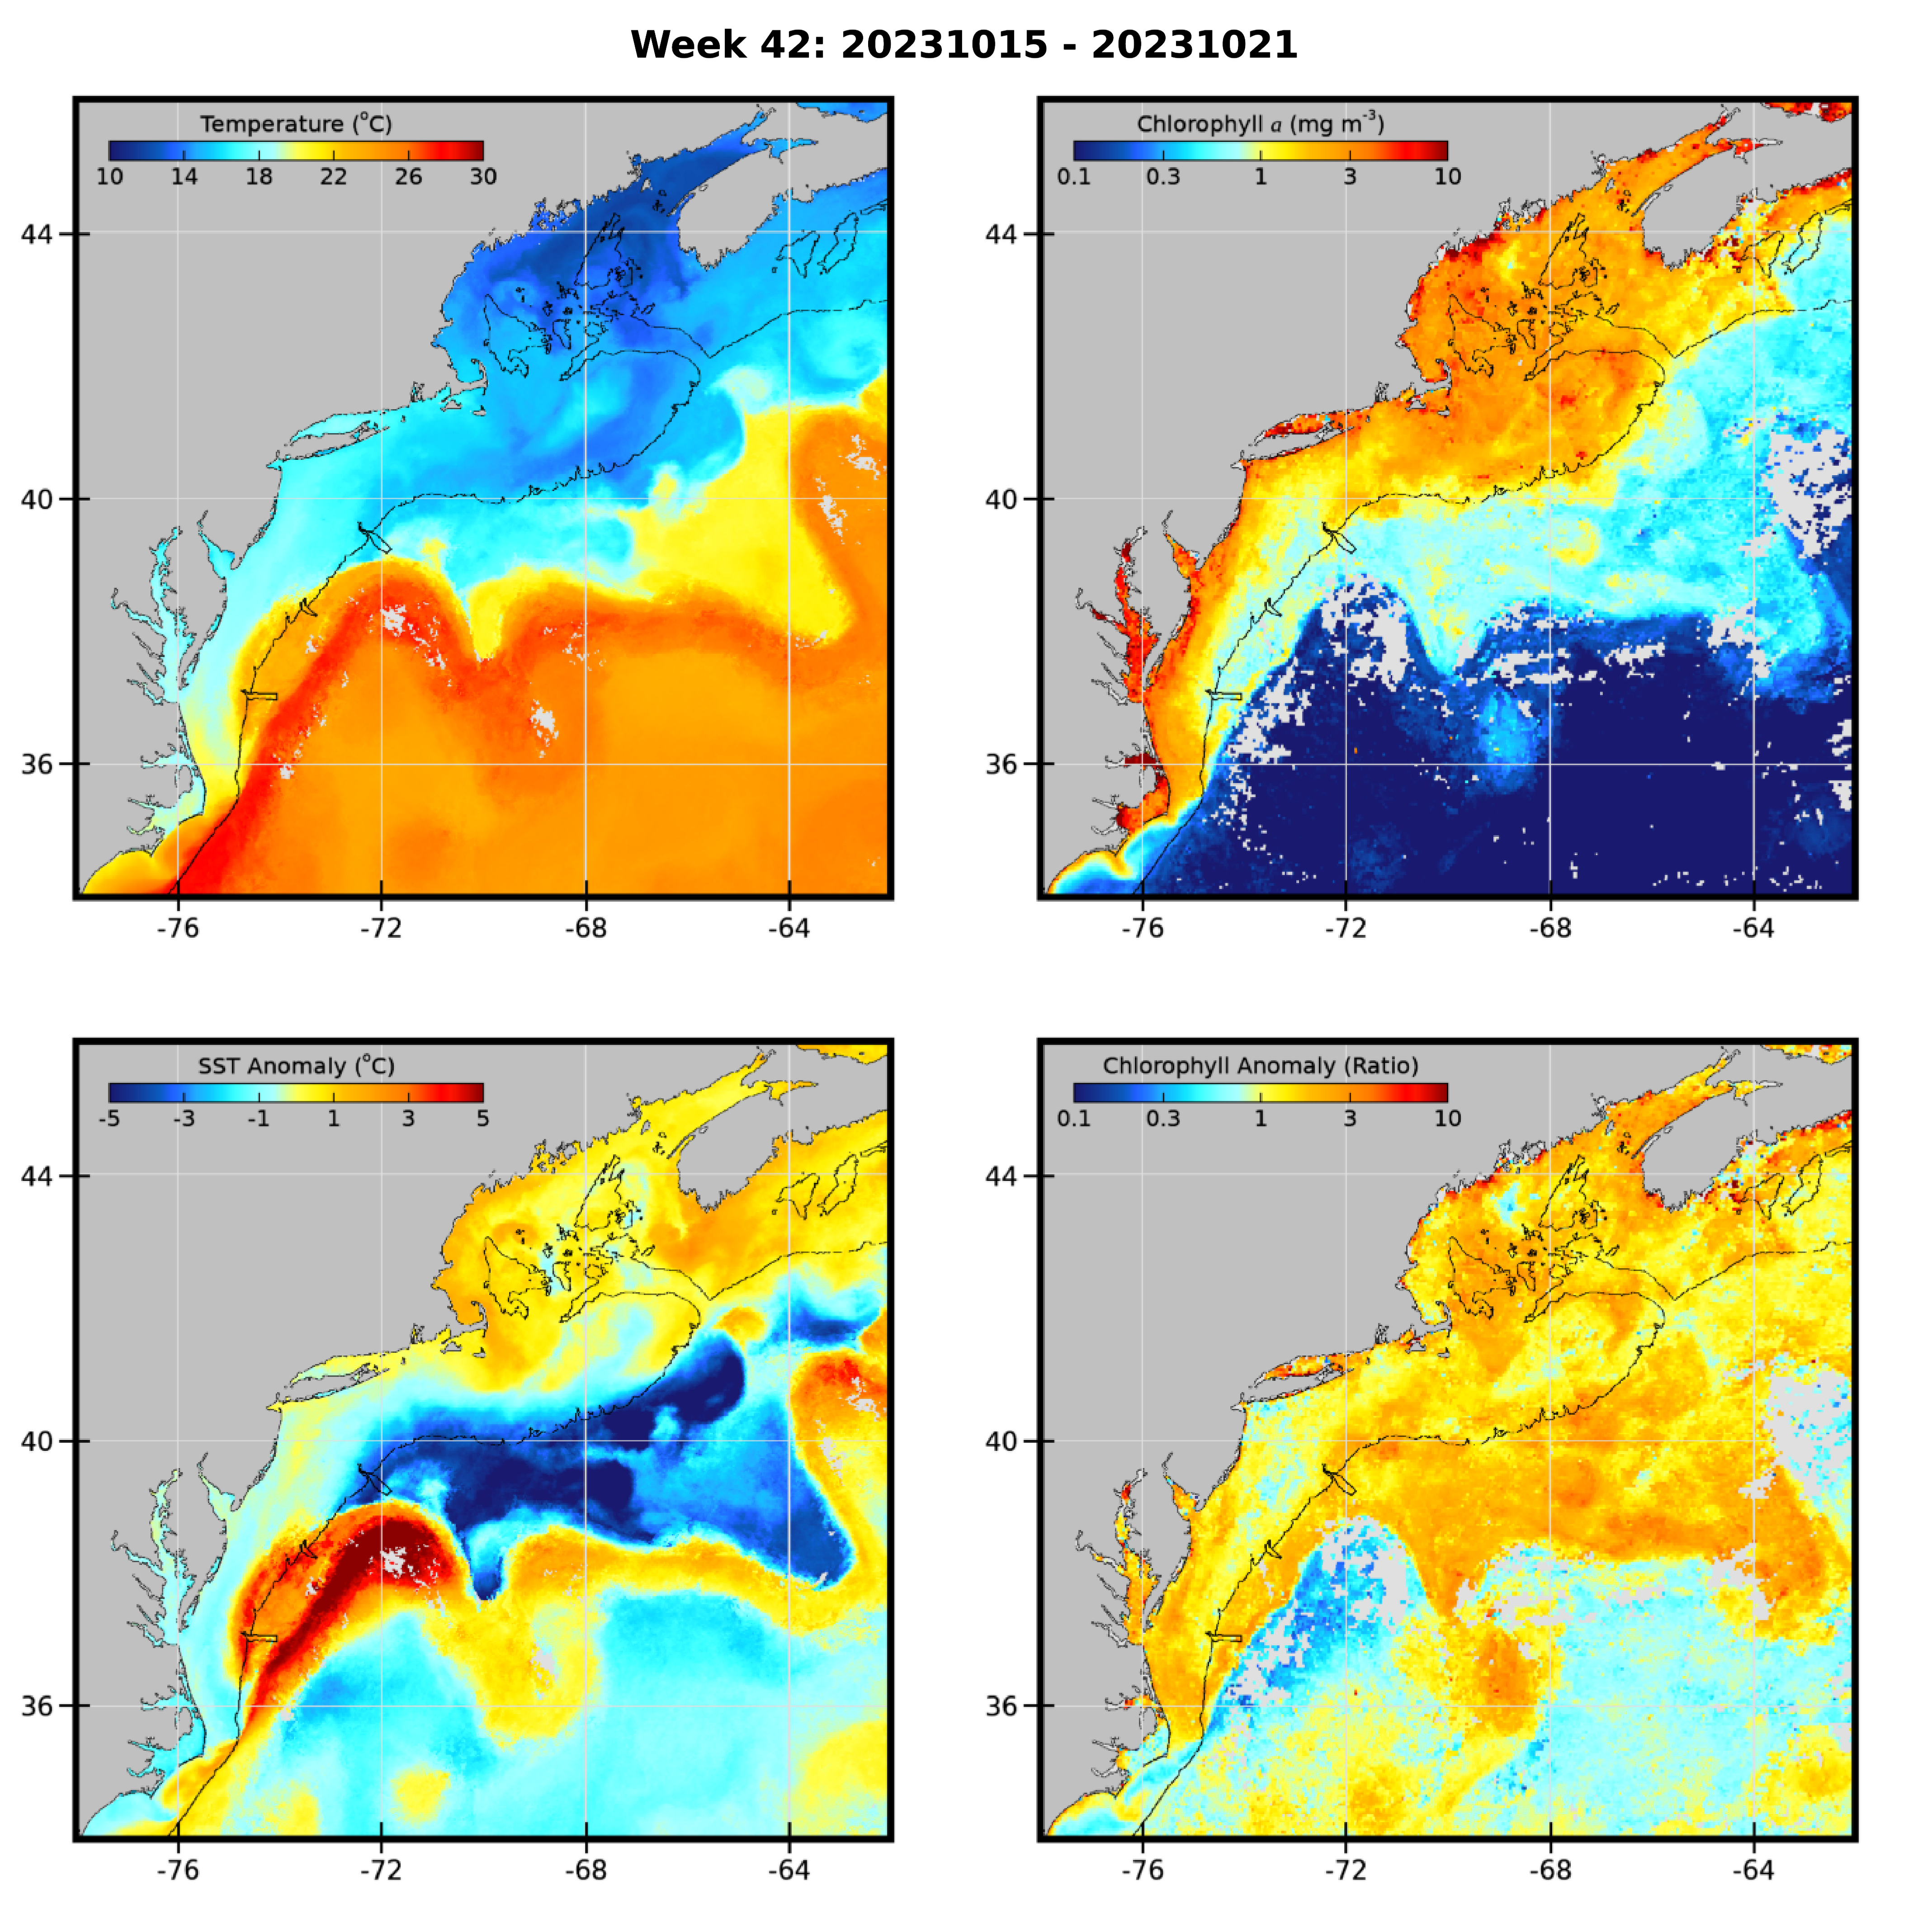 Week 42: 20231015 - 20231021
Temperature (°C)
10 14 18 22 26 30
44
40
36
-76 -72 -68 -64
Chlorophyll a (mg m-3)
0.1 0.3 1 3 10
44
40
36
-76 -72 -68 -64
SST Anomaly (°C)
-5 -3 -1 1 3 5
44
40
36
-76 -72 -68 -64
Chlorophyll Anomaly (Ratio)
0.1 0.3 1 3 10
44
40
36
-76 -72 -68 -64